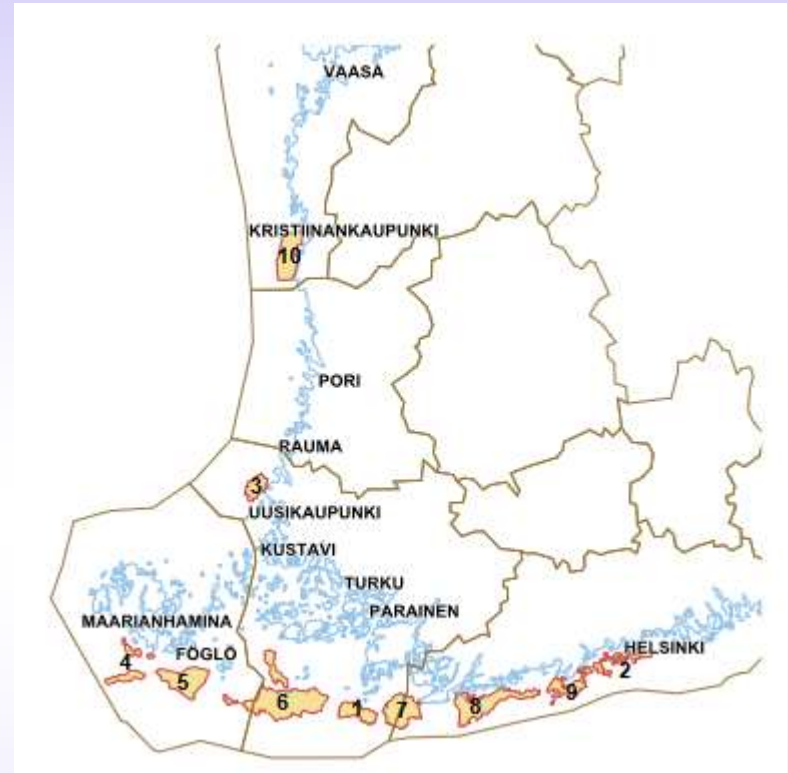 VAASA
KRISTIINANKAUPUNKI
10
PORI
RAUMA
3
UUSIKAUPUNKI
KUSTAVI
TURKU
PARAINEN
MAARIANHAMINA
HELSINKI
FÖGLÖ
4
2
5
9
6
1
7
8